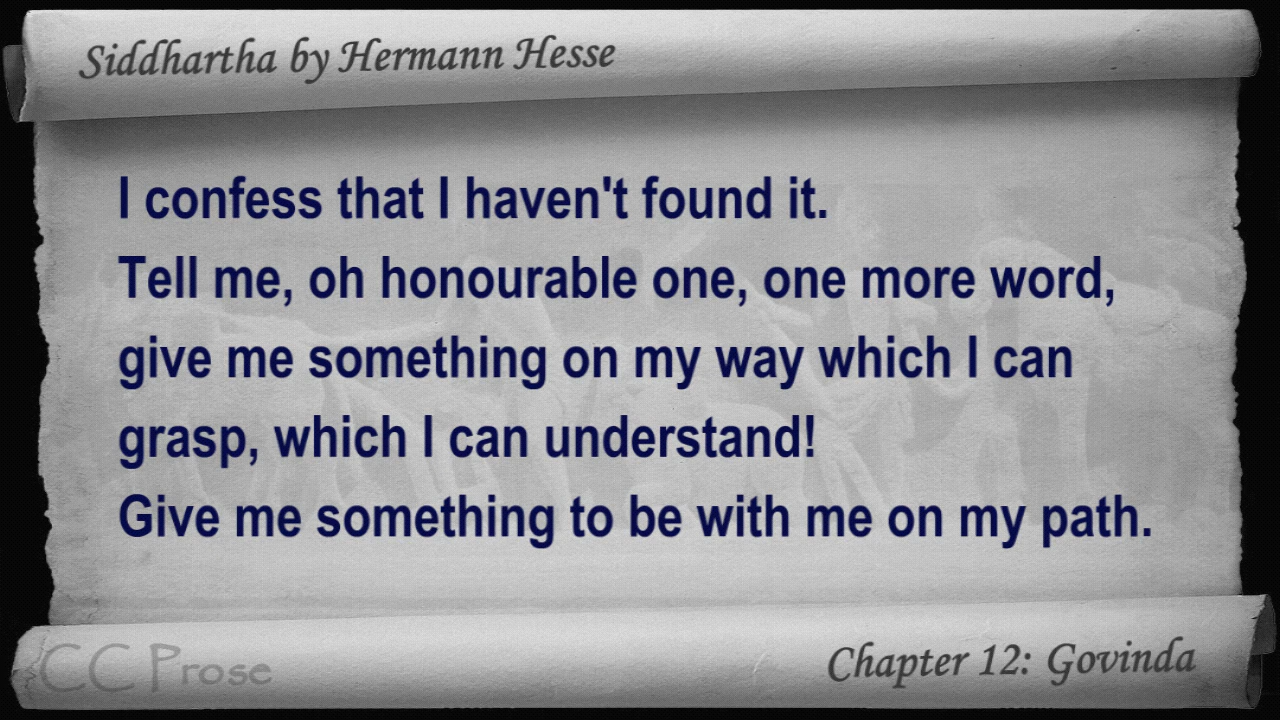 Siddhartha by Hermann Hesse
I confess that I haven't found it.
Tell me, oh honourable one, one more word,
give me something on my way which I can
grasp, which I can understand!
Give me something to be with me on my path.
CC Prose
Chapter 12: Govinda